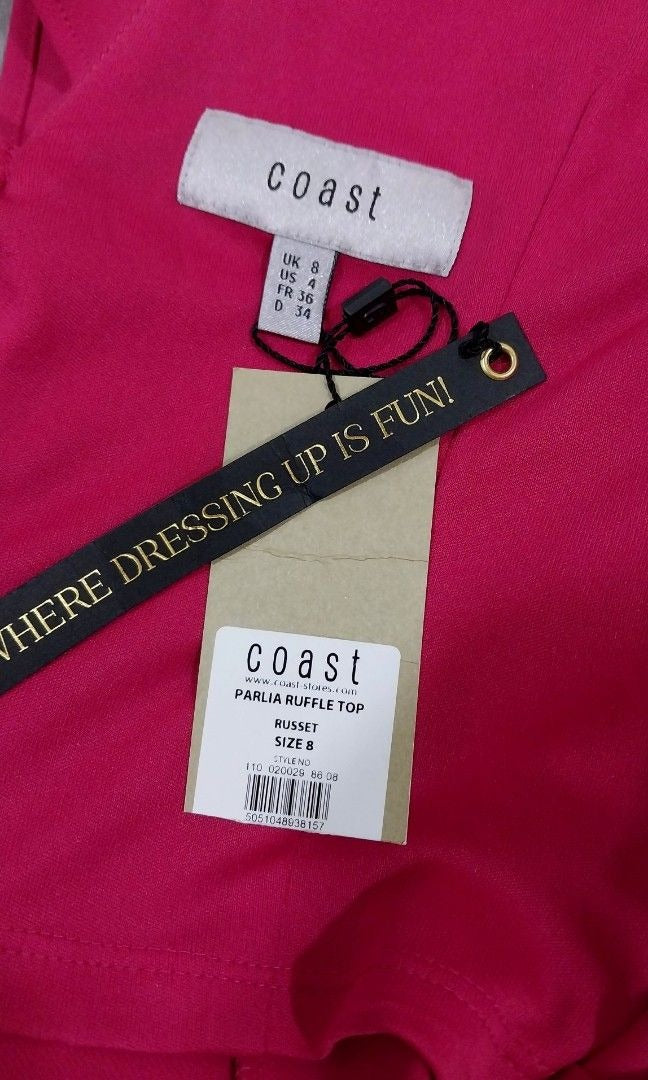 coast
UK 8
US 4
FR 36
D 34
WHERE DRESSING UP IS FUN!
coast
www.coast-stores.com
PARLIA RUFFLE TOP
RUSSET
SIZE 8
STYLE NO
110 020029 86 08
5051048938157